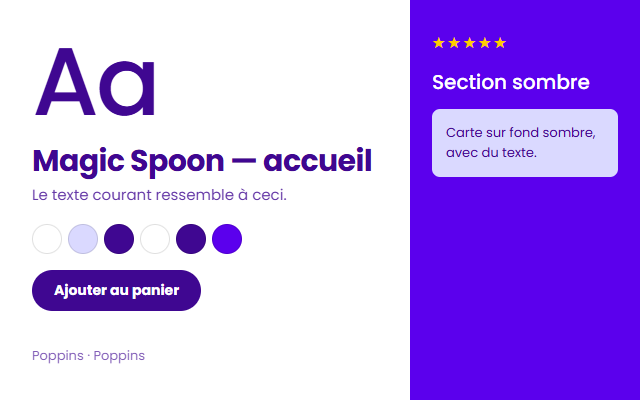 Aa
Magic Spoon — accueil
Le texte courant ressemble à ceci.
Ajouter au panier
Poppins · Poppins
★★★★★
Section sombre
Carte sur fond sombre,
avec du texte.